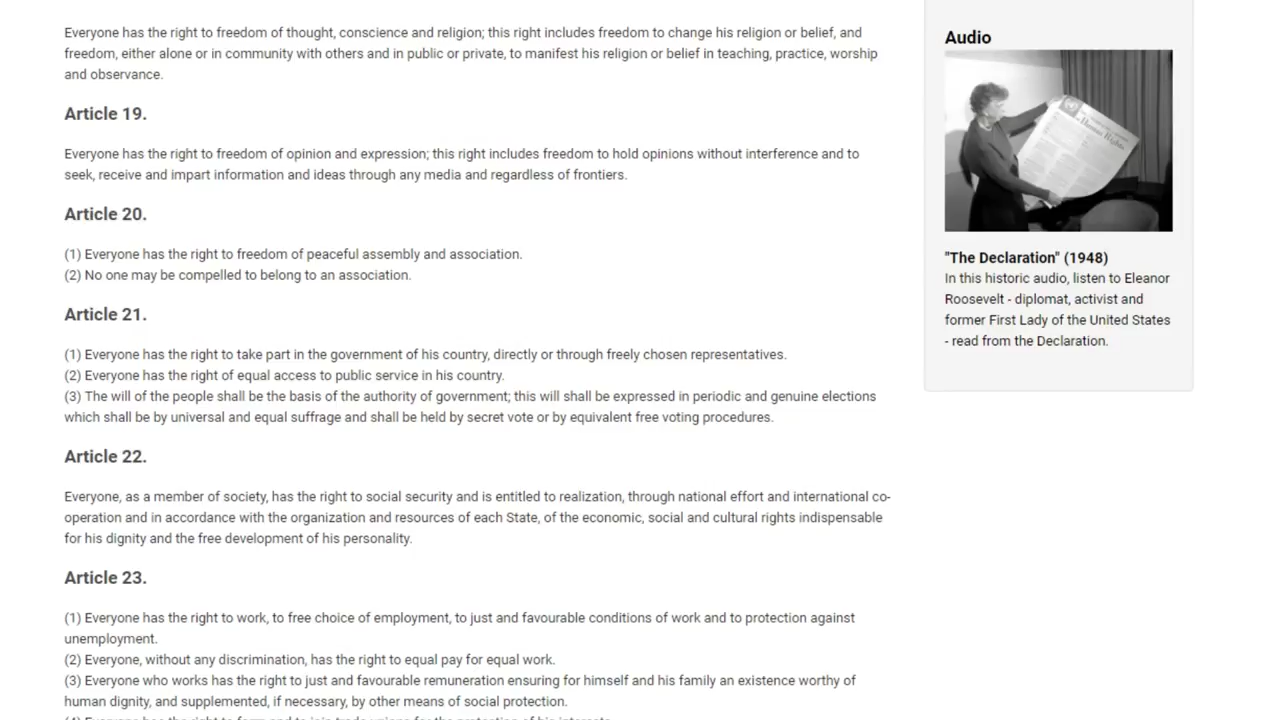 Everyone has the right to freedom of thought, conscience and religion; this right includes freedom to change his religion or belief, and
freedom, either alone or in community with others and in public or private, to manifest his religion or belief in teaching, practice, worship
and observance.
Article 19.
Everyone has the right to freedom of opinion and expression; this right includes freedom to hold opinions without interference and to
seek, receive and impart information and ideas through any media and regardless of frontiers.
Article 20.
(1) Everyone has the right to freedom of peaceful assembly and association.
(2) No one may be compelled to belong to an association.
Article 21.
(1) Everyone has the right to take part in the government of his country, directly or through freely chosen representatives.
(2) Everyone has the right of equal access to public service in his country.
(3) The will of the people shall be the basis of the authority of government; this will shall be expressed in periodic and genuine elections
which shall be by universal and equal suffrage and shall be held by secret vote or by equivalent free voting procedures.
Article 22.
Everyone, as a member of society, has the right to social security and is entitled to realization, through national effort and international co-
operation and in accordance with the organization and resources of each State, of the economic, social and cultural rights indispensable
for his dignity and the free development of his personality.
Article 23.
(1) Everyone has the right to work, to free choice of employment, to just and favourable conditions of work and to protection against
unemployment.
(2) Everyone, without any discrimination, has the right to equal pay for equal work.
(3) Everyone who works has the right to just and favourable remuneration ensuring for himself and his family an existence worthy of
human dignity, and supplemented, if necessary, by other means of social protection.
Audio
Human Rights
"The Declaration" (1948)
In this historic audio, listen to Eleanor
Roosevelt - diplomat, activist and
former First Lady of the United States
- read from the Declaration.